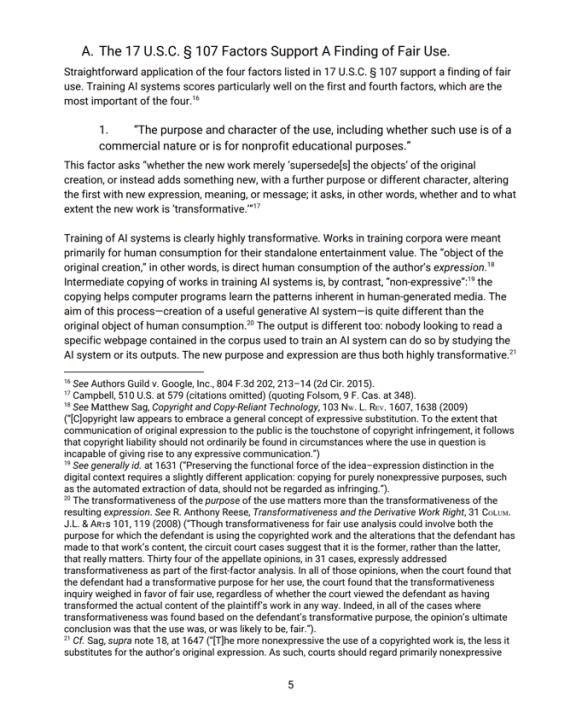 A. The 17 U.S.C. § 107 Factors Support A Finding of Fair Use.
Straightforward application of the four factors listed in 17 U.S.C. § 107 support a finding of fair
use. Training AI systems scores particularly well on the first and fourth factors, which are the
most important of the four.16
1. “The purpose and character of the use, including whether such use is of a
commercial nature or is for nonprofit educational purposes.”
This factor asks “whether the new work merely ‘supersede[s] the objects’ of the original
creation, or instead adds something new, with a further purpose or different character, altering
the first with new expression, meaning, or message; it asks, in other words, whether and to what
extent the new work is ‘transformative.’”17
Training of AI systems is clearly highly transformative. Works in training corpora were meant
primarily for human consumption for their standalone entertainment value. The “object of the
original creation,” in other words, is direct human consumption of the author’s expression.18
Intermediate copying of works in training AI systems is, by contrast, “non-expressive”:19 the
copying helps computer programs learn the patterns inherent in human-generated media. The
aim of this process—creation of a useful generative AI system—is quite different than the
original object of human consumption.20 The output is different too: nobody looking to read a
specific webpage contained in the corpus used to train an AI system can do so by studying the
AI system or its outputs. The new purpose and expression are thus both highly transformative.21
16 See Authors Guild v. Google, Inc., 804 F.3d 202, 213–14 (2d Cir. 2015).
17 Campbell, 510 U.S. at 579 (citations omitted) (quoting Folsom, 9 F. Cas. at 348).
18 See Matthew Sag, Copyright and Copy-Reliant Technology, 103 Nw. L. Rev. 1607, 1638 (2009)
(“[C]opyright law appears to embrace a general concept of expressive substitution. To the extent that
communication of original expression to the public is the touchstone of copyright infringement, it follows
that copyright liability should not ordinarily be found in circumstances where the use in question is
incapable of giving rise to any expressive communication.”)
19 See generally id. at 1631 (“Preserving the functional force of the idea–expression distinction in the
digital context requires a slightly different application: copying for purely nonexpressive purposes, such
as the automated extraction of data, should not be regarded as infringing.”).
20 The transformativeness of the purpose of the use matters more than the transformativeness of the
resulting expression. See R. Anthony Reese, Transformativeness and the Derivative Work Right, 31 Colum.
J.L. & Arts 101, 119 (2008) (“Though transformativeness for fair use analysis could involve both the
purpose for which the defendant is using the copyrighted work and the alterations that the defendant has
made to that work’s content, the circuit court cases suggest that it is the former, rather than the latter,
that really matters. Thirty four of the appellate opinions, in 31 cases, expressly addressed
transformativeness as part of the first-factor analysis. In all of those opinions, when the court found that
the defendant had a transformative purpose for her use, the court found that the transformativeness
inquiry weighed in favor of fair use, regardless of whether the court viewed the defendant as having
transformed the actual content of the plaintiff’s work in any way. Indeed, in all of the cases where
transformativeness was found based on the defendant’s transformative purpose, the opinion’s ultimate
conclusion was that the use was, or was likely to be, fair.”).
21 Cf. Sag, supra note 18, at 1647 (“[T]he more nonexpressive the use of a copyrighted work is, the less it
substitutes for the author’s original expression. As such, courts should regard primarily nonexpressive
5